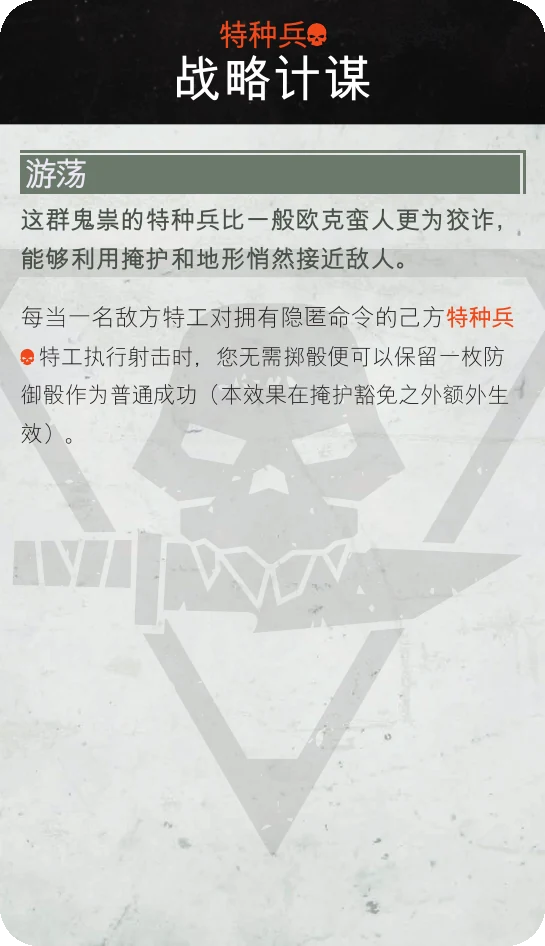 特种兵
战略计谋
游荡
这群鬼祟的特种兵比一般欧克蛮人更为狡诈，
能够利用掩护和地形悄然接近敌人。
每当一名敌方特工对拥有隐匿命令的己方特种兵
特工执行射击时，您无需掷骰便可以保留一枚防
御骰作为普通成功（本效果在掩护豁免之外额外生
效）。